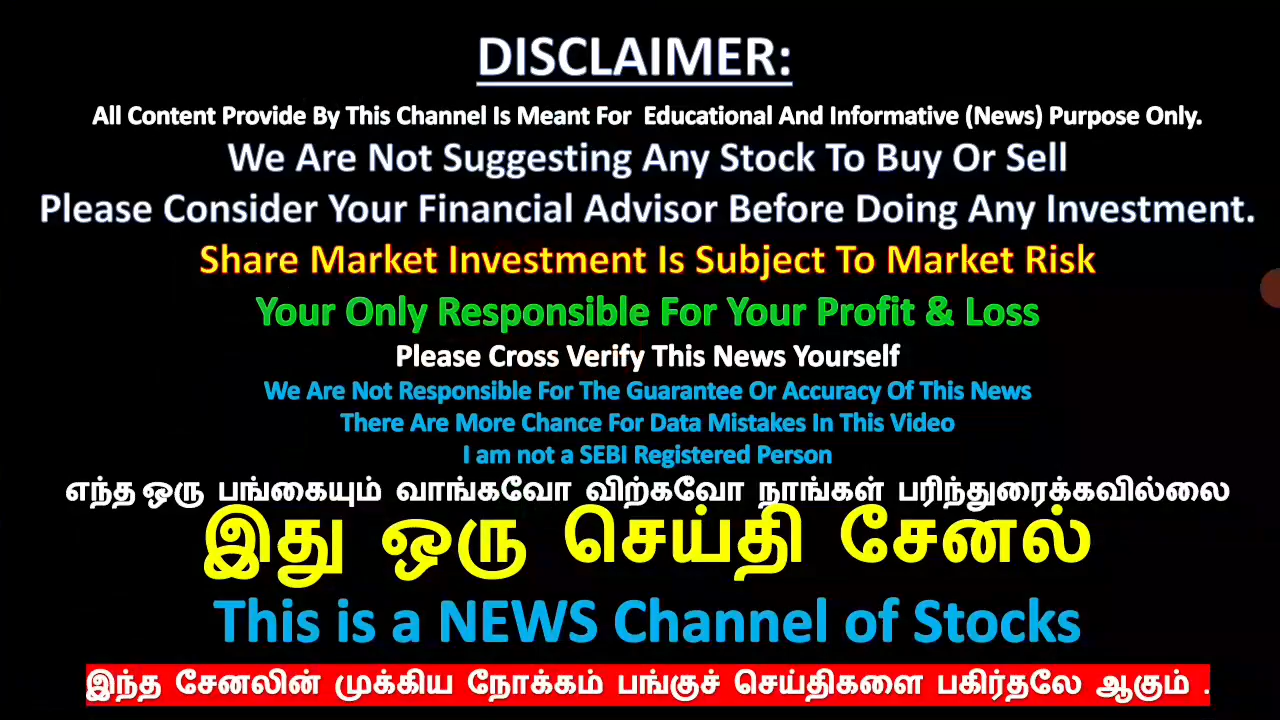 DISCLAIMER:
All Content Provide By This Channel Is Meant For Educational And Informative (News) Purpose Only.
We Are Not Suggesting Any Stock To Buy Or Sell
Please Consider Your Financial Advisor Before Doing Any Investment.
Share Market Investment Is Subject To Market Risk
Your Only Responsible For Your Profit & Loss
Please Cross Verify This News Yourself
We Are Not Responsible For The Guarantee Or Accuracy Of This News
There Are More Chance For Data Mistakes In This Video
I am not a SEBI Registered Person
எந்த ஒரு பங்கையும் வாங்கவோ விற்கவோ நாங்கள் பரிந்துரைக்கவில்லை
இது ஒரு செய்தி சேனல்
This is a NEWS Channel of Stocks
இந்த சேனலின் முக்கிய நோக்கம் பங்குச் செய்திகளை பகிர்தலே ஆகும் .